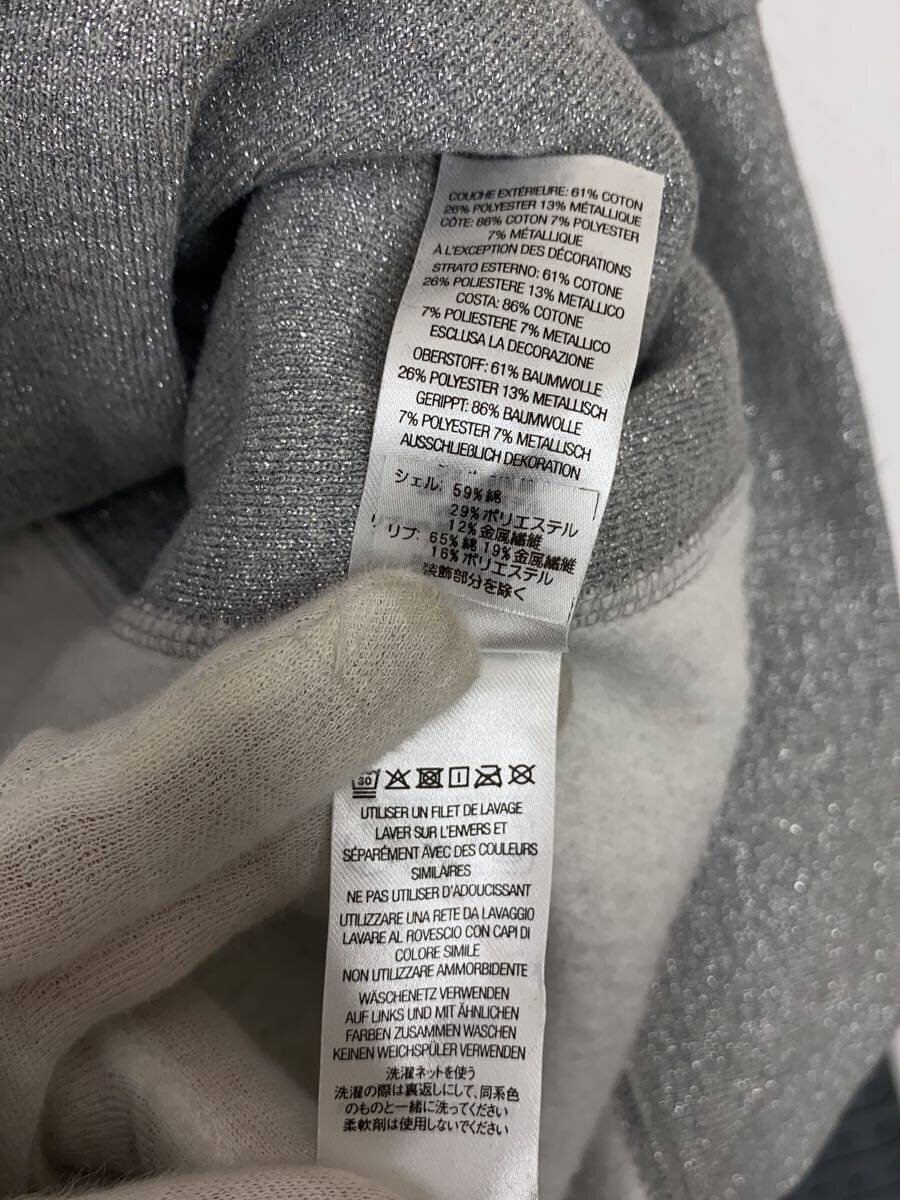 COUCHE EXTÉRIEURE: 61% COTON
26% POLYESTER 13% MÉTALLIQUE
CÔTE: 86% COTON 7% POLYESTER
7% MÉTALLIQUE
À L'EXCEPTION DES DÉCORATIONS
STRATO ESTERNO: 61% COTONE
26% POLIESTERE 13% METALLICO
COSTA: 86% COTONE
7% POLIESTERE 7% METALLICO
ESCLUSA LA DECORAZIONE
OBERSTOFF: 61% BAUMWOLLE
26% POLYESTER 13% METALLISCH
GERIPPT: 86% BAUMWOLLE
7% POLYESTER 7% METALLISCH
AUSSCHLIEBLICH DEKORATION
シェル: 59%綿
29%ポリエステル
12%金属繊維
リブ: 65%綿 19%金属繊維
16%ポリエステル
装飾部分を除く
30
UTILISER UN FILET DE LAVAGE
LAVER SUR L'ENVERS ET
SÉPARÉMENT AVEC DES COULEURS
SIMILAIRES
NE PAS UTILISER D'ADOUCISSANT
UTILIZZARE UNA RETE DA LAVAGGIO
LAVARE AL ROVESCIO CON CAPI DI
COLORE SIMILE
NON UTILIZZARE AMMORBIDENTE
WÄSCHENETZ VERWENDEN
AUF LINKS UND MIT ÄHNLICHEN
FARBEN ZUSAMMEN WASCHEN
KEINEN WEICHSPÜLER VERWENDEN
洗濯ネットを使う
洗濯の際は裏返しにして、同系色
のものと一緒に洗ってください
柔軟剤は使用しないでください